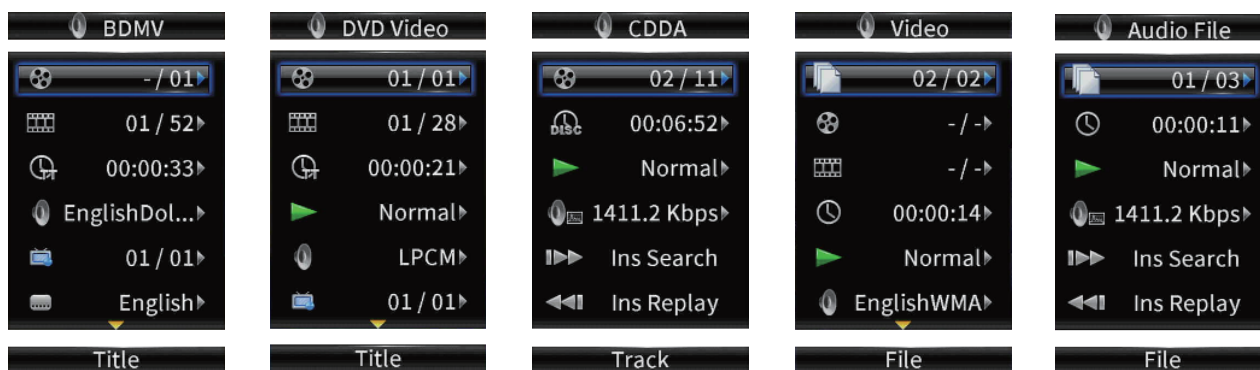 BDMV
- / 01
01 / 52
00:00:33
EnglishDol...
01 / 01
English
Title
DVD Video
01 / 01
01 / 28
00:00:21
Normal
LPCM
01 / 01
Title
CDDA
02 / 11
DISC
00:06:52
Normal
1411.2 Kbps
Ins Search
Ins Replay
Track
Video
02 / 02
- / -
- / -
00:00:14
Normal
EnglishWMA
File
Audio File
01 / 03
00:00:11
Normal
1411.2 Kbps
Ins Search
Ins Replay
File